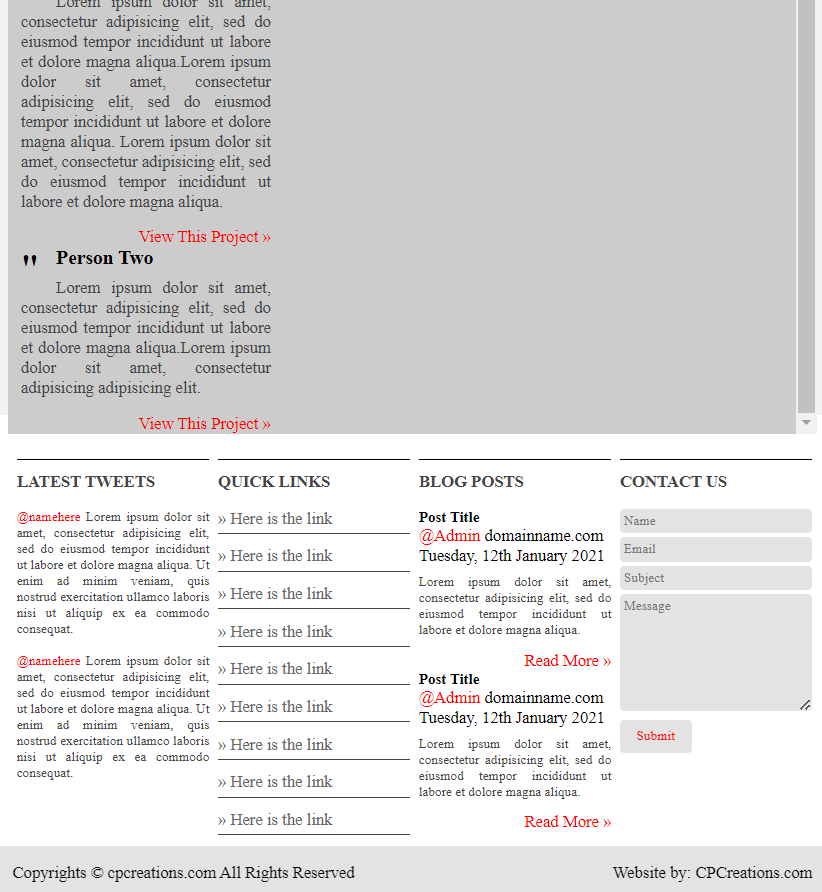 Lorem ipsum dolor sit amet,
consectetur adipisicing elit, sed do
eiusmod tempor incididunt ut labore
et dolore magna aliqua.Lorem ipsum
dolor sit amet, consectetur
adipisicing elit, sed do eiusmod
tempor incididunt ut labore et dolore
magna aliqua. Lorem ipsum dolor sit
amet, consectetur adipisicing elit, sed
do eiusmod tempor incididunt ut
labore et dolore magna aliqua.
View This Project »
" Person Two
Lorem ipsum dolor sit amet,
consectetur adipisicing elit, sed do
eiusmod tempor incididunt ut labore
et dolore magna aliqua.Lorem ipsum
dolor sit amet, consectetur
adipisicing adipisicing elit.
View This Project »
LATEST TWEETS
@namehere Lorem ipsum dolor sit
amet, consectetur adipisicing elit,
sed do eiusmod tempor incididunt
ut labore et dolore magna aliqua. Ut
enim ad minim veniam, quis
nostrud exercitation ullamco laboris
nisi ut aliquip ex ea commodo
consequat.
@namehere Lorem ipsum dolor sit
amet, consectetur adipisicing elit,
sed do eiusmod tempor incididunt
ut labore et dolore magna aliqua. Ut
enim ad minim veniam, quis
nostrud exercitation ullamco laboris
nisi ut aliquip ex ea commodo
consequat.
QUICK LINKS
» Here is the link
» Here is the link
» Here is the link
» Here is the link
» Here is the link
» Here is the link
» Here is the link
» Here is the link
» Here is the link
BLOG POSTS
Post Title
@Admin domainname.com
Tuesday, 12th January 2021
Lorem ipsum dolor sit amet,
consectetur adipisicing elit, sed do
eiusmod tempor incididunt ut
labore et dolore magna aliqua.
Read More »
Post Title
@Admin domainname.com
Tuesday, 12th January 2021
Lorem ipsum dolor sit amet,
consectetur adipisicing elit, sed do
eiusmod tempor incididunt ut
labore et dolore magna aliqua.
Read More »
CONTACT US
Name
Email
Subject
Message
Submit
Copyrights © cpcreations.com All Rights Reserved
Website by: CPCreations.com